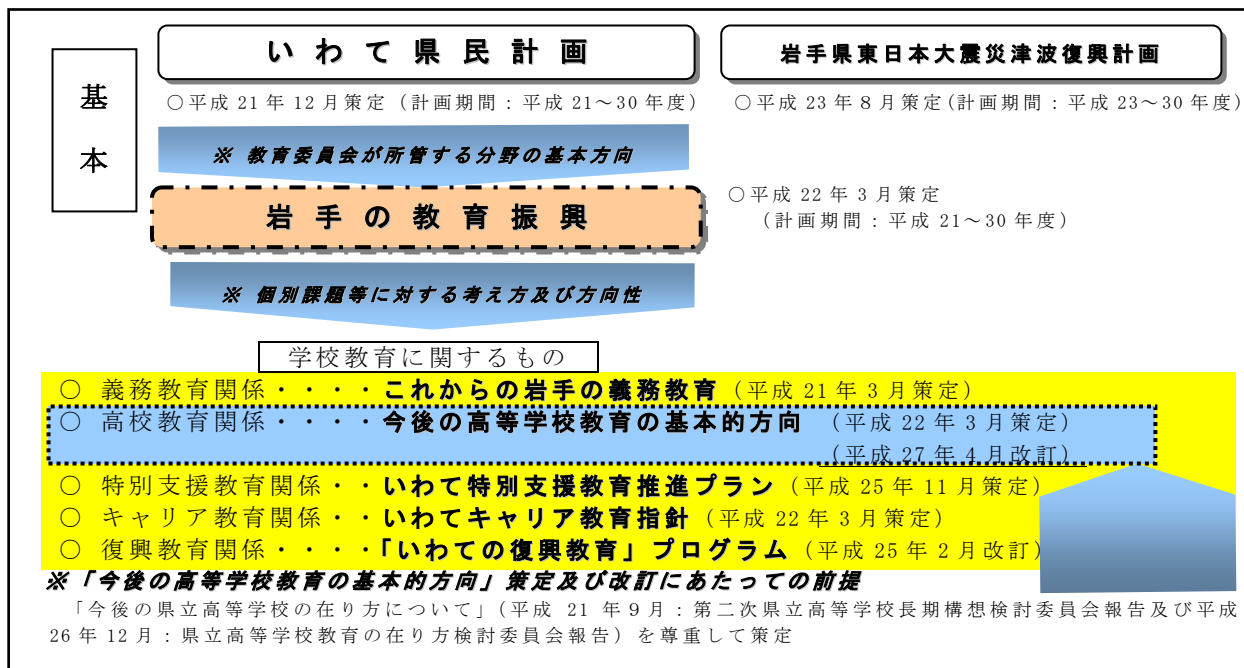 基本
いわて県民計画
岩手県東日本大震災津波復興計画
○平成 21 年 12 月策定（計画期間：平成 21～30 年度）
○平成 23 年 8 月策定(計画期間：平成 23～30 年度)
※ 教育委員会が所管する分野の基本方向
岩手の教育振興
○平成 22 年 3 月策定
（計画期間：平成 21～30 年度）
※ 個別課題等に対する考え方及び方向性
学校教育に関するもの
○ 義務教育関係・・・・これからの岩手の義務教育（平成 21 年 3 月策定）
○ 高校教育関係・・・・今後の高等学校教育の基本的方向 （平成 22 年 3 月策定）
（平成 27 年 4 月改訂）
○ 特別支援教育関係・・いわて特別支援教育推進プラン（平成 25 年 11 月策定）
○ キャリア教育関係・・いわてキャリア教育指針（平成 22 年 3 月策定）
○ 復興教育関係・・・・「いわての復興教育」プログラム（平成 25 年 2 月改訂）
※「今後の高等学校教育の基本的方向」策定及び改訂にあたっての前提
「今後の県立高等学校の在り方について」（平成 21 年 9 月：第二次県立高等学校長期構想検討委員会報告及び平成
26 年 12 月：県立高等学校教育の在り方検討委員会報告）を尊重して策定